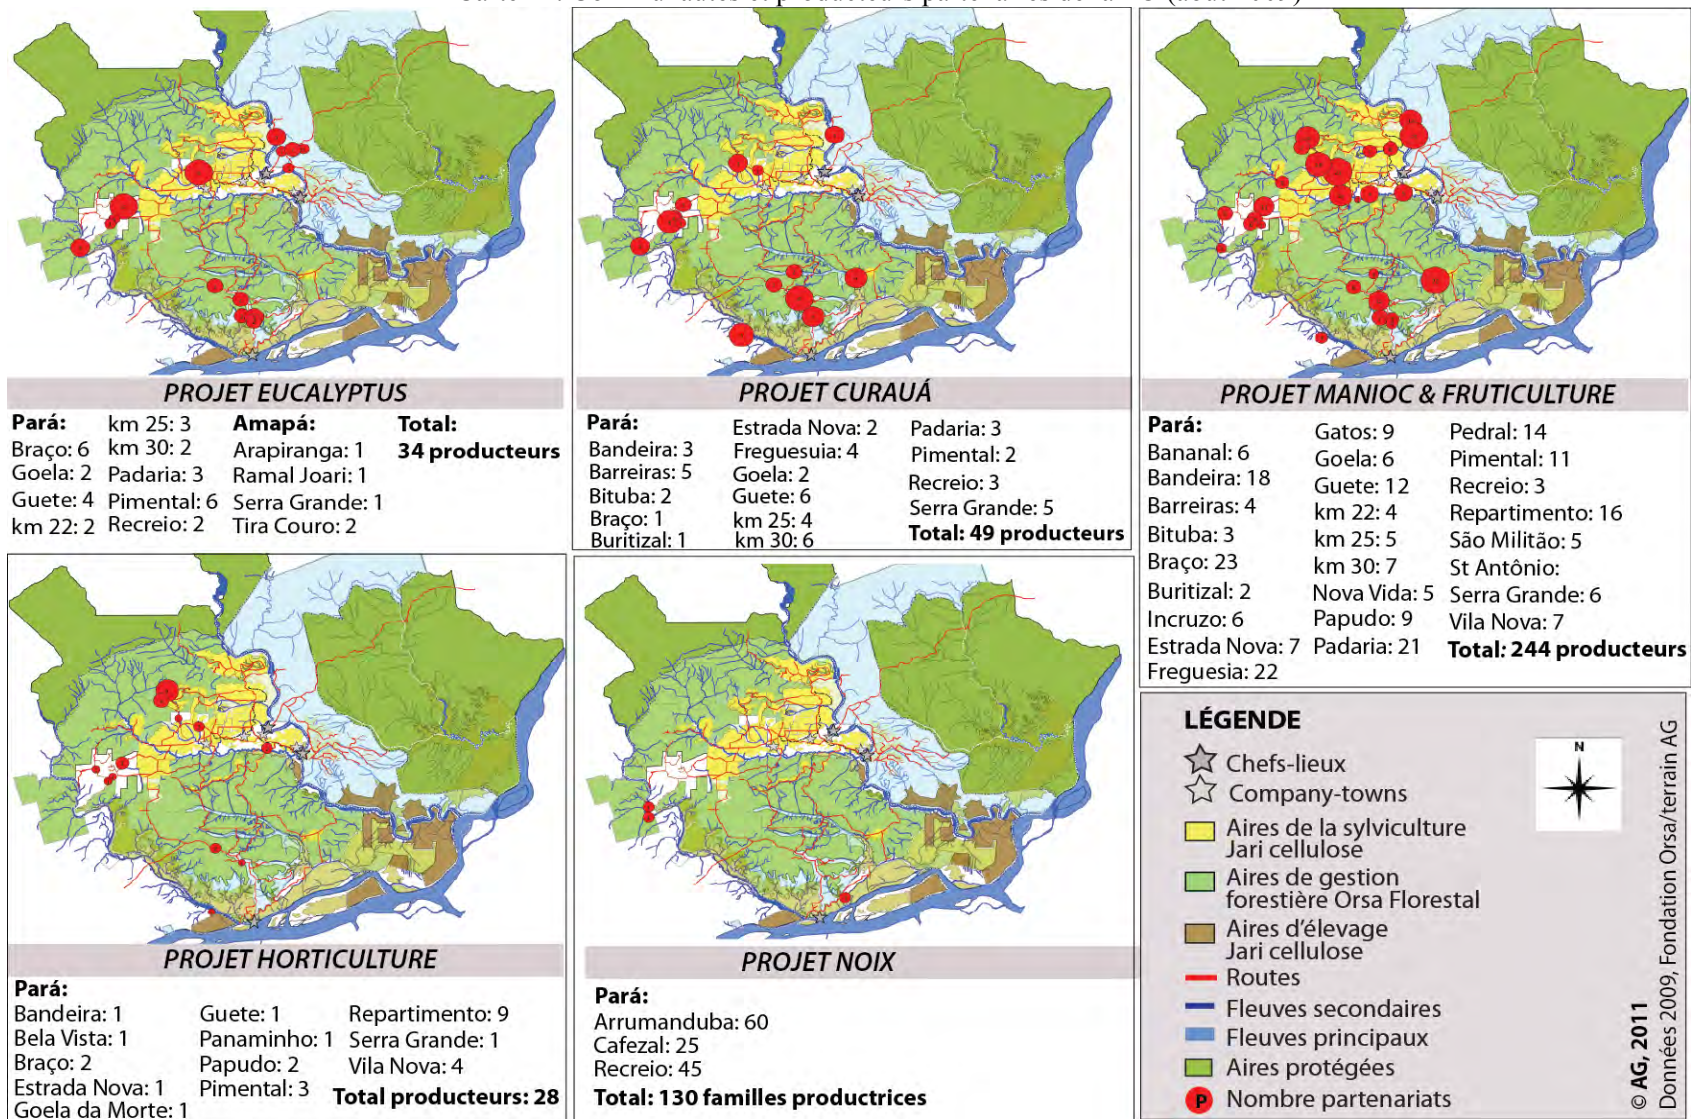 PROJET EUCALYPTUS
Pará:
Braço: 6
Goela: 2
Guete: 4
km 22: 2
km 25: 3
km 30: 2
Padaria: 3
Pimental: 6
Recreio: 2
Amapá:
Arapiranga: 1
Ramal Joari: 1
Serra Grande: 1
Tira Couro: 2
Total:
34 producteurs
PROJET CURAUÁ
Pará:
Bandeira: 3
Barreiras: 5
Bituba: 2
Braço: 1
Buritizal: 1
Estrada Nova: 2
Freguesuia: 4
Goela: 2
Guete: 6
km 25: 4
km 30: 6
Padaria: 3
Pimental: 2
Recreio: 3
Serra Grande: 5
Total: 49 producteurs
PROJET MANIOC & FRUTICULTURE
Pará:
Bananal: 6
Bandeira: 18
Barreiras: 4
Bituba: 3
Braço: 23
Buritizal: 2
Incruzo: 6
Estrada Nova: 7
Freguesia: 22
Gatos: 9
Goela: 6
Guete: 12
km 22: 4
km 25: 5
km 30: 7
Nova Vida: 5
Papudo: 9
Padaria: 21
Pedral: 14
Pimental: 11
Recreio: 3
Repartimento: 16
São Militão: 5
St Antônio:
Serra Grande: 6
Vila Nova: 7
Total: 244 producteurs
PROJET HORTICULTURE
Pará:
Bandeira: 1
Bela Vista: 1
Braço: 2
Estrada Nova: 1
Goela da Morte: 1
Guete: 1
Panaminho: 1
Papudo: 2
Pimental: 3
Repartimento: 9
Serra Grande: 1
Vila Nova: 4
Total producteurs: 28
PROJET NOIX
Pará:
Arrumanduba: 60
Cafezal: 25
Recreio: 45
Total: 130 familles productrices
LÉGENDE
Chefs-lieux
Company-towns
Aires de la sylviculture
Jari cellulose
Aires de gestion
forestière Orsa Florestal
Aires d'élevage
Jari cellulose
Routes
Fleuves secondaires
Fleuves principaux
Aires protégées
P Nombre partenariats
N
© AG, 2011
Données 2009, Fondation Orsa/terrain AG